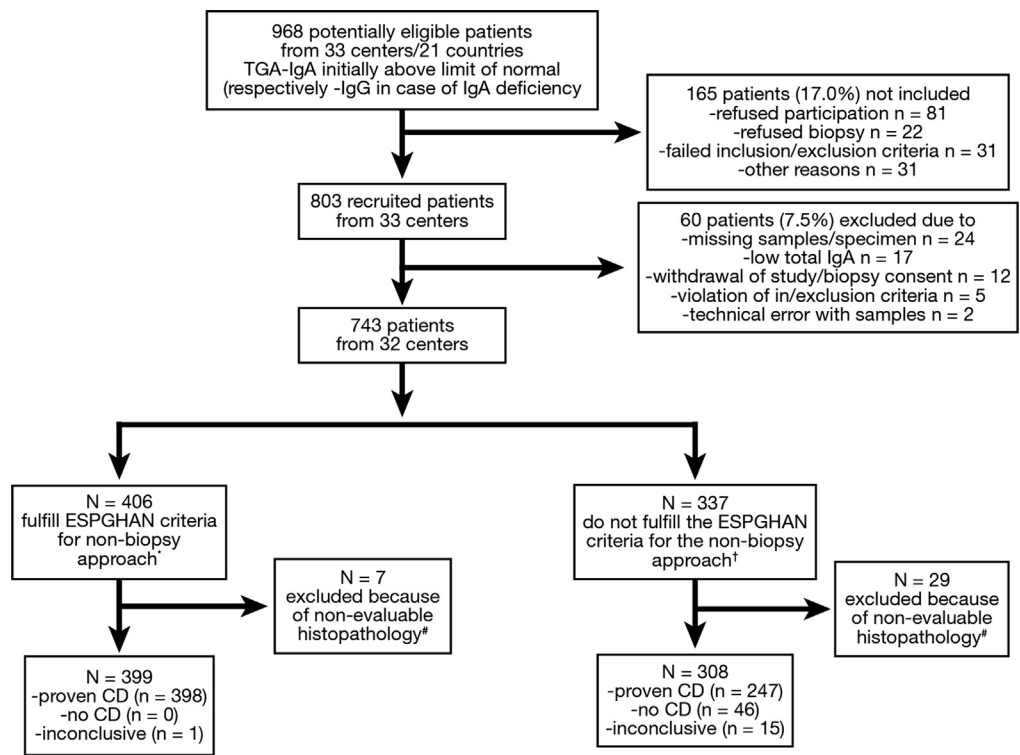 968 potentially eligible patients
from 33 centers/21 countries
TGA-IgA initially above limit of normal
(respectively -IgG in case of IgA deficiency
165 patients (17.0%) not included
-refused participation n = 81
-refused biopsy n = 22
-failed inclusion/exclusion criteria n = 31
-other reasons n = 31
803 recruited patients
from 33 centers
60 patients (7.5%) excluded due to
-missing samples/specimen n = 24
-low total IgA n = 17
-withdrawal of study/biopsy consent n = 12
-violation of in/exclusion criteria n = 5
-technical error with samples n = 2
743 patients
from 32 centers
N = 406
fulfill ESPGHAN criteria
for non-biopsy
approach*
N = 337
do not fulfill the ESPGHAN
criteria for the non-biopsy
approach†
N = 7
excluded because
of non-evaluable
histopathology#
N = 29
excluded because
of non-evaluable
histopathology#
N = 399
-proven CD (n = 398)
-no CD (n = 0)
-inconclusive (n = 1)
N = 308
-proven CD (n = 247)
-no CD (n = 46)
-inconclusive (n = 15)